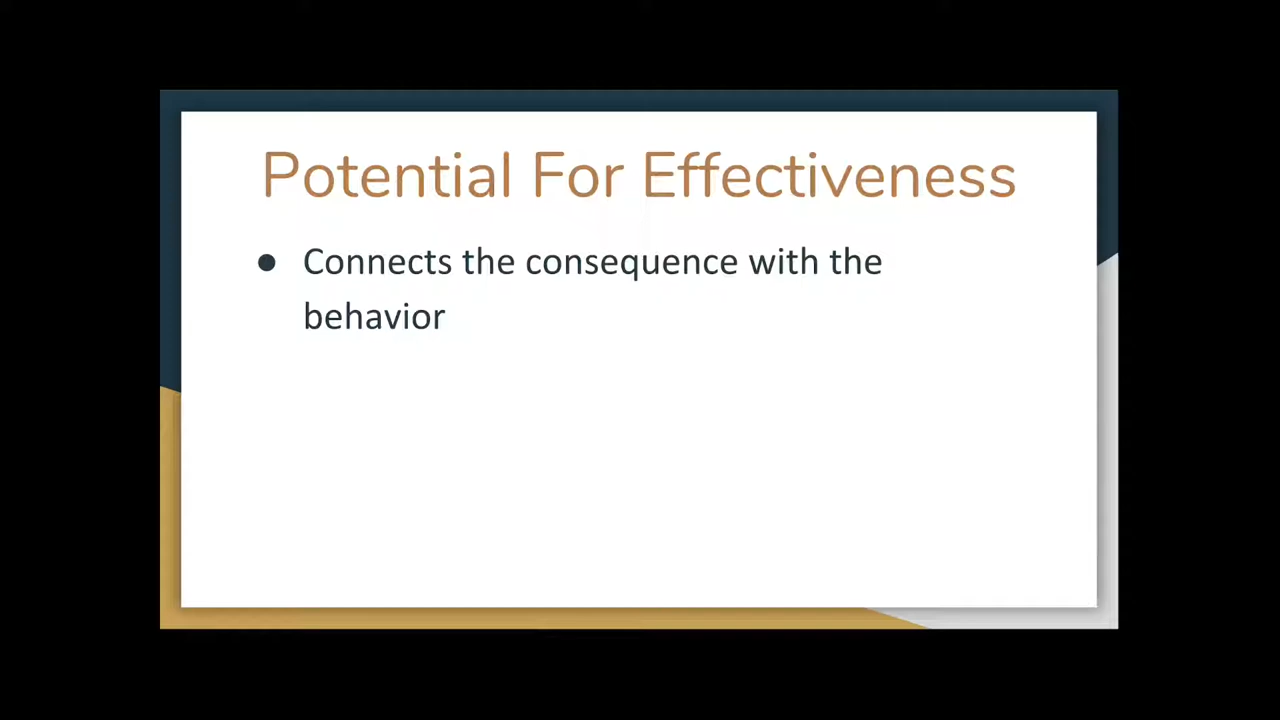 Potential For Effectiveness
● Connects the consequence with the
behavior